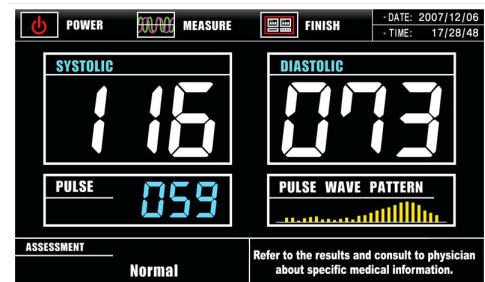 POWER MEASURE FINISH ·DATE: 2007/12/06
·TIME: 17/28/48
SYSTOLIC DIASTOLIC
116 073
PULSE 059 PULSE WAVE PATTERN
ASSESSMENT
Normal
Refer to the results and consult to physician
about specific medical information.